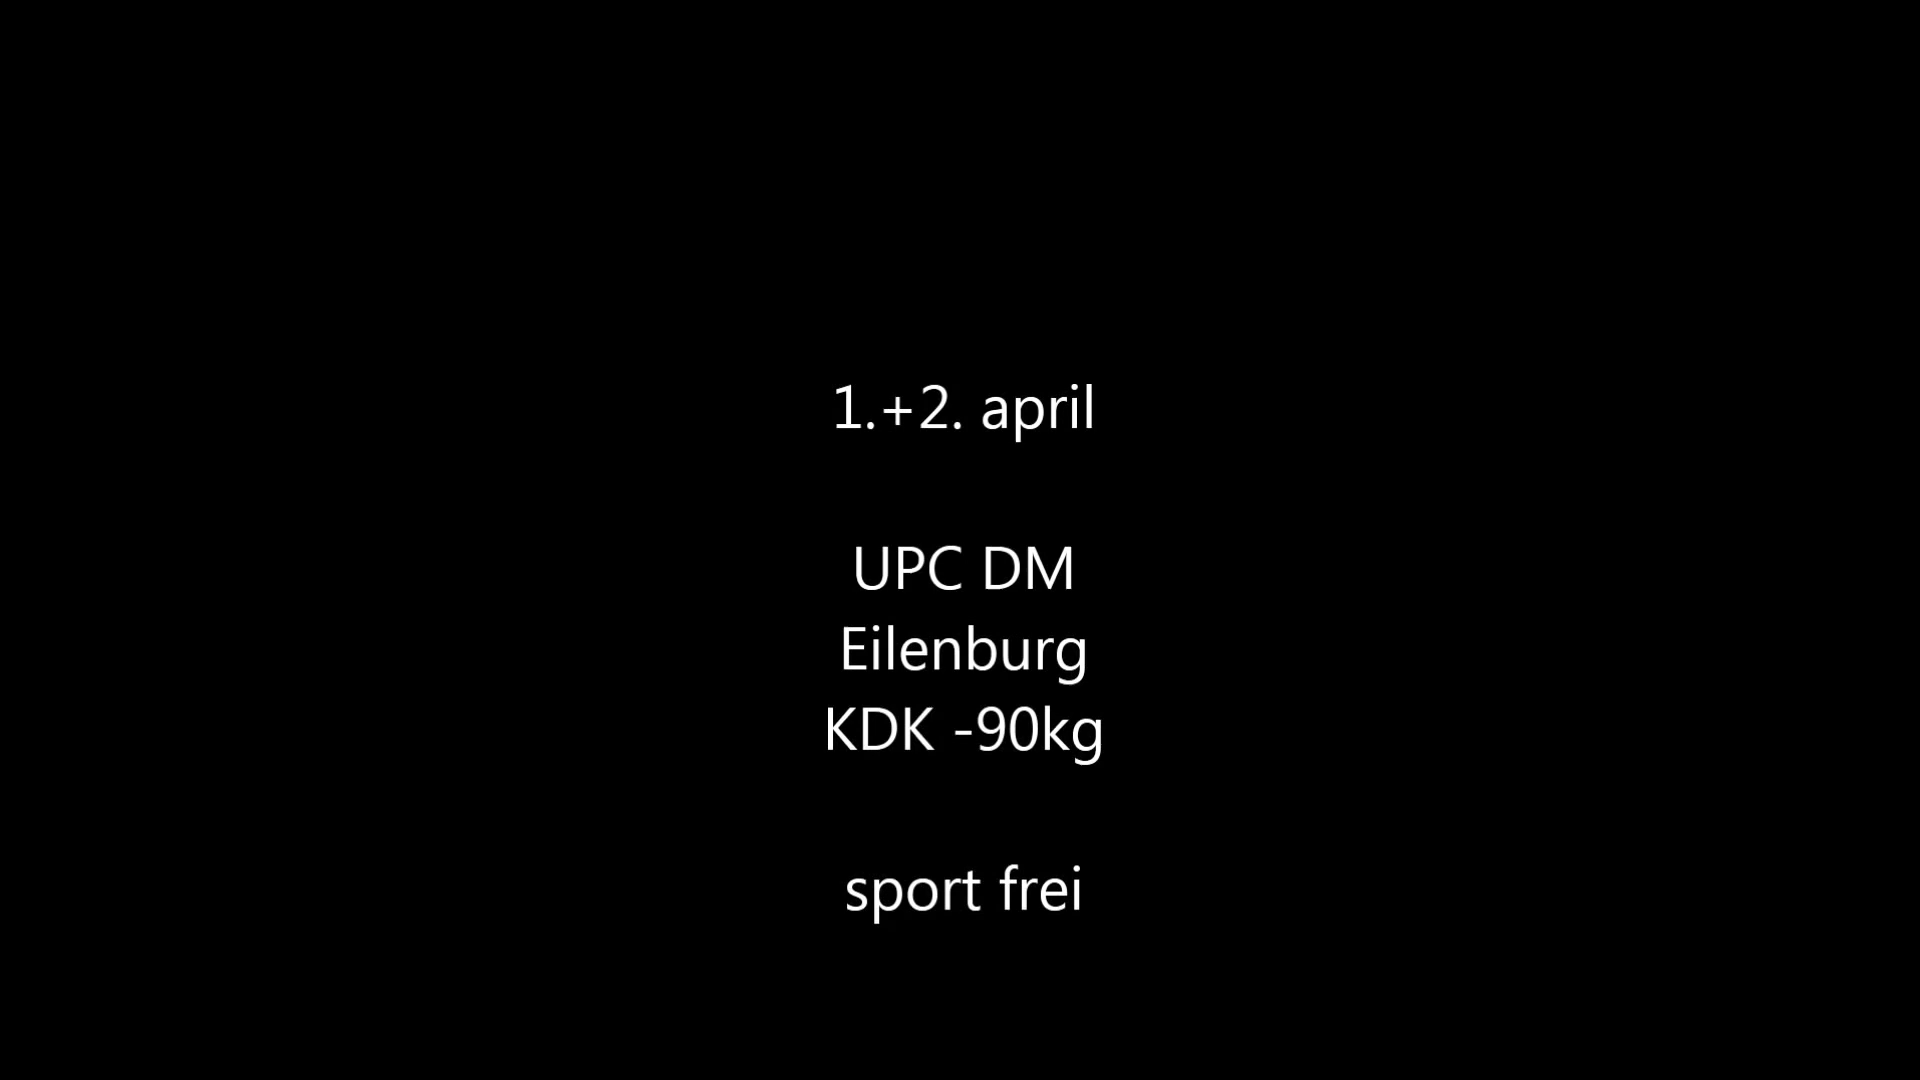 1.+2. april
UPC DM
Eilenburg
KDK -90kg
sport frei